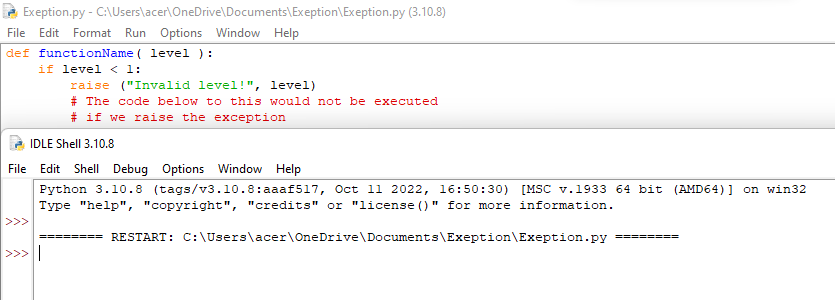 Exeption.py - C:\Users\acer\OneDrive\Documents\Exeption\Exeption.py (3.10.8)
File Edit Format Run Options Window Help
def functionName( level ):
    if level < 1:
        raise ("Invalid level!", level)
        # The code below to this would not be executed
        # if we raise the exception
IDLE Shell 3.10.8
File Edit Shell Debug Options Window Help
Python 3.10.8 (tags/v3.10.8:aaaf517, Oct 11 2022, 16:50:30) [MSC v.1933 64 bit (AMD64)] on win32
Type "help", "copyright", "credits" or "license()" for more information.
>>>
======== RESTART: C:\Users\acer\OneDrive\Documents\Exeption\Exeption.py ========
>>>